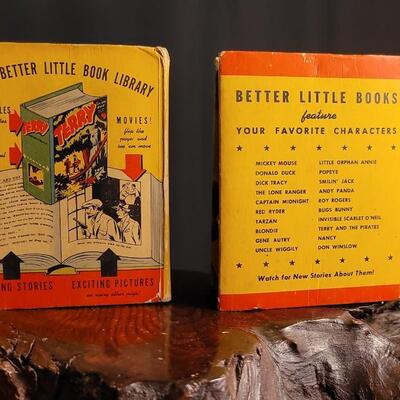 BETTER LITTLE BOOK LIBRARY
MOVIES!
flip the
pages and
see 'em move
TERRY
TERRY
NG STORIES
EXCITING PICTURES
on every other page!
BETTER LITTLE BOOKS
feature
YOUR FAVORITE CHARACTERS
MICKEY MOUSE
DONALD DUCK
DICK TRACY
THE LONE RANGER
CAPTAIN MIDNIGHT
RED RYDER
TARZAN
BLONDIE
GENE AUTRY
UNCLE WIGGILY
LITTLE ORPHAN ANNIE
POPEYE
SMILIN' JACK
ANDY PANDA
ROY ROGERS
BUGS BUNNY
INVISIBLE SCARLET O'NEIL
TERRY AND THE PIRATES
NANCY
DON WINSLOW
Watch for New Stories About Them!